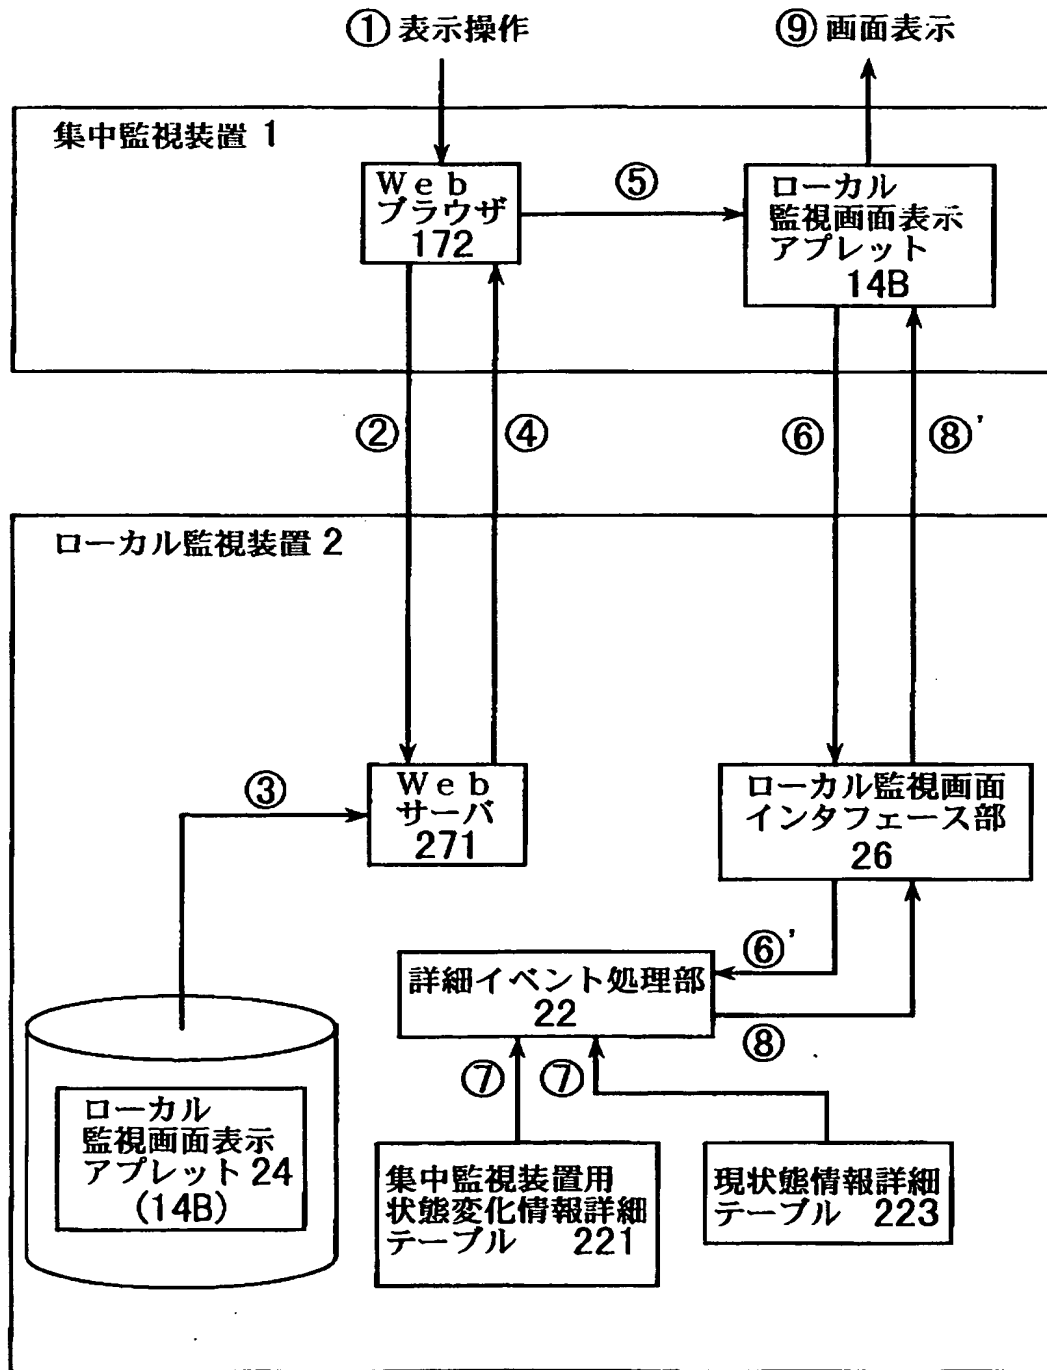 ① 表示操作
⑨ 画面表示
集中監視装置 1
Ｗｅｂ
ブラウザ
172
⑤
ローカル
監視画面表示
アプレット
14B
②
④
⑥
⑧'
ローカル監視装置 2
③
Ｗｅｂ
サーバ
271
ローカル監視画面
インタフェース部
26
⑥'
詳細イベント処理部
22
⑧
⑦
⑦
ローカル
監視画面表示
アプレット 24
(14B)
集中監視装置用
状態変化情報詳細
テーブル 221
現状態情報詳細
テーブル 223